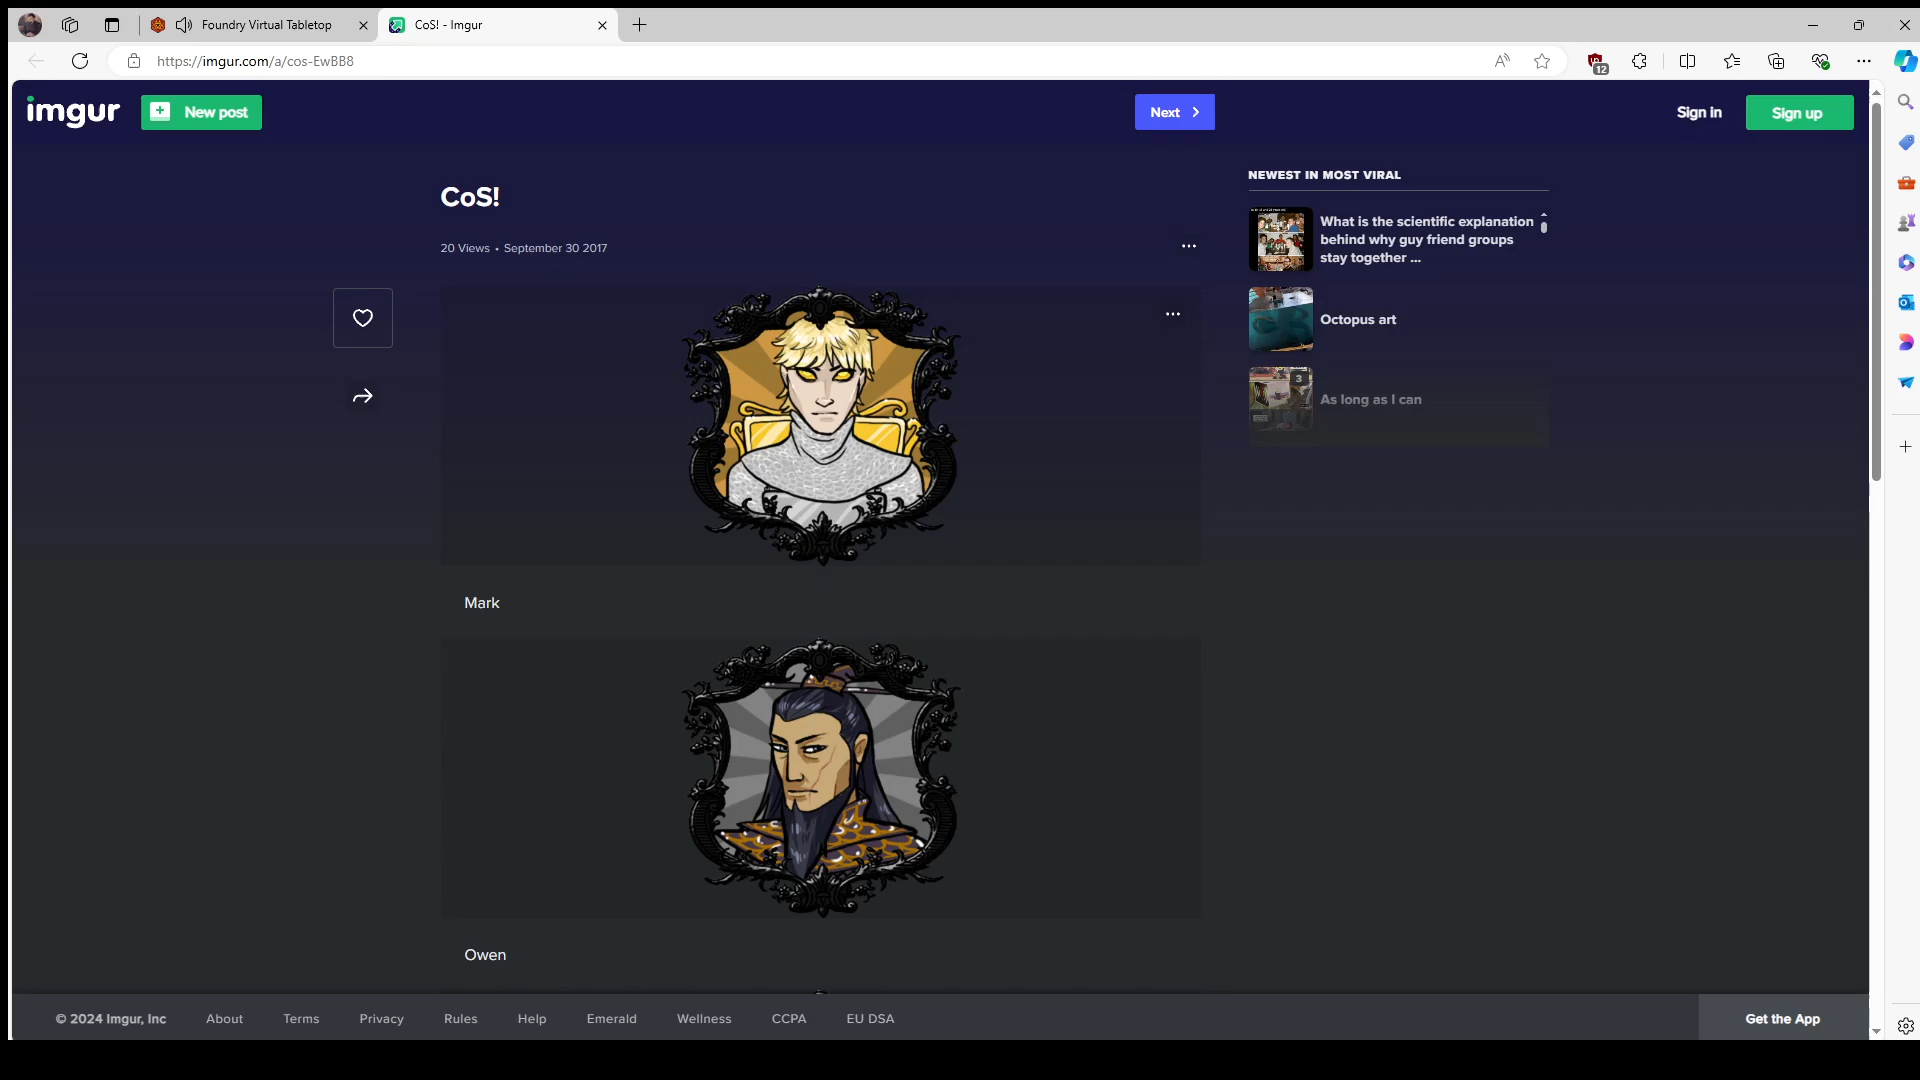 Foundry Virtual Tabletop
CoS! - Imgur
https://imgur.com/a/cos-EwBB8
12
imgur
New post
Next
Sign in
Sign up
CoS!
20 Views • September 30 2017
NEWEST IN MOST VIRAL
What is the scientific explanation
behind why guy friend groups
stay together ...
Octopus art
3
As long as I can
Mark
Owen
© 2024 Imgur, Inc
About
Terms
Privacy
Rules
Help
Emerald
Wellness
CCPA
EU DSA
Get the App